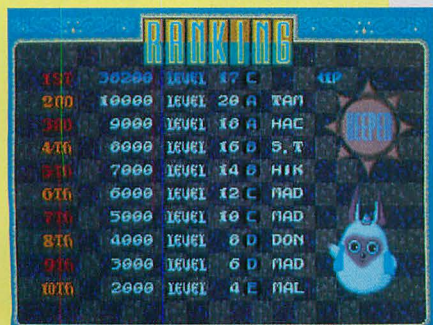 RANKING
1ST 38200 LEVEL 17 C
2ND 10000 LEVEL 20 A TAM
3RD 9000 LEVEL 18 A HAC
4TH 8000 LEVEL 16 B S.T
5TH 7000 LEVEL 14 B HIK
6TH 6000 LEVEL 12 C MAD
7TH 5000 LEVEL 10 C MAD
8TH 4000 LEVEL 8 D DON
9TH 3000 LEVEL 6 D MAD
10TH 2000 LEVEL 4 E MAL
KEEPER